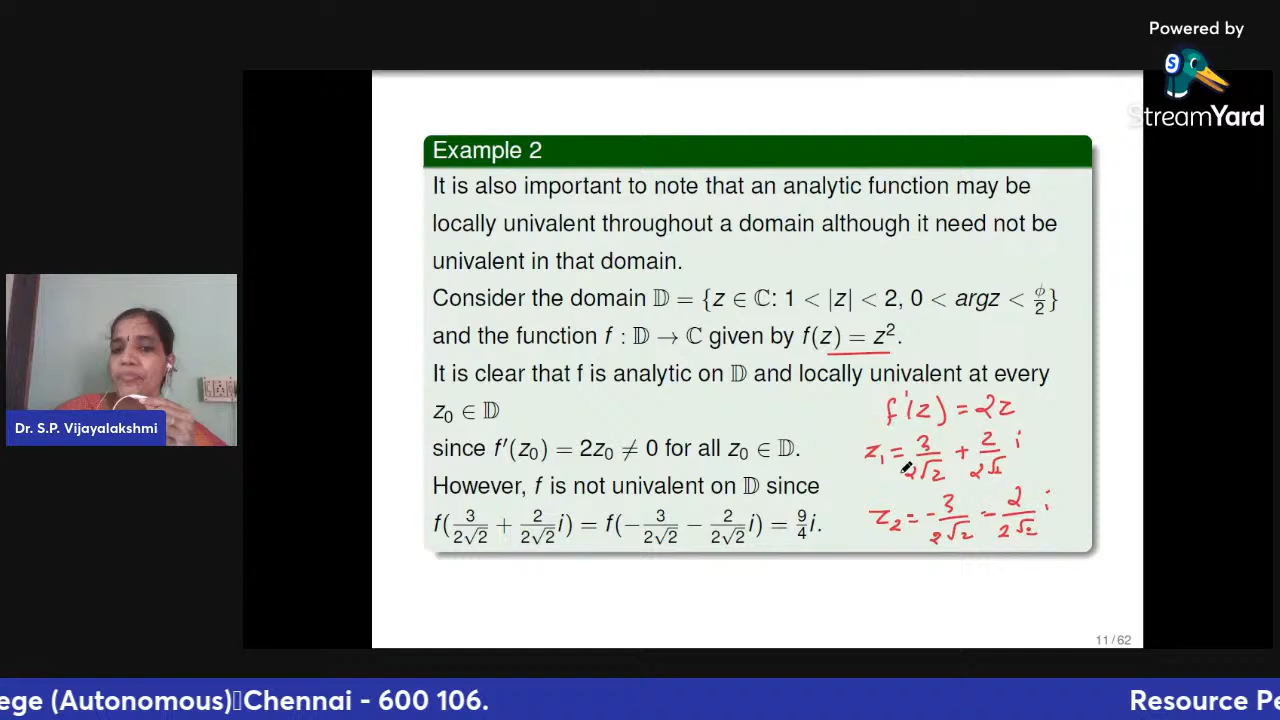 Powered by
StreamYard
Example 2
It is also important to note that an analytic function may be
locally univalent throughout a domain although it need not be
univalent in that domain.
Consider the domain 𝔻 = {z ∈ ℂ: 1 < |z| < 2, 0 < argz < ϕ/2}
and the function f : 𝔻 → ℂ given by f(z) = z².
It is clear that f is analytic on 𝔻 and locally univalent at every
z₀ ∈ 𝔻
f'(z) = 2z
since f′(z₀) = 2z₀ ≠ 0 for all z₀ ∈ 𝔻.
z₁ = 3/2√2 + 2/2√2 i
However, f is not univalent on 𝔻 since
f(3/2√2 + 2/2√2 i) = f(−3/2√2 − 2/2√2 i) = 9/4 i.
z₂ = -3/2√2 - 2/2√2 i
11 / 62
Dr. S.P. Vijayalakshmi
ege (Autonomous)▯Chennai - 600 106.
Resource Pe